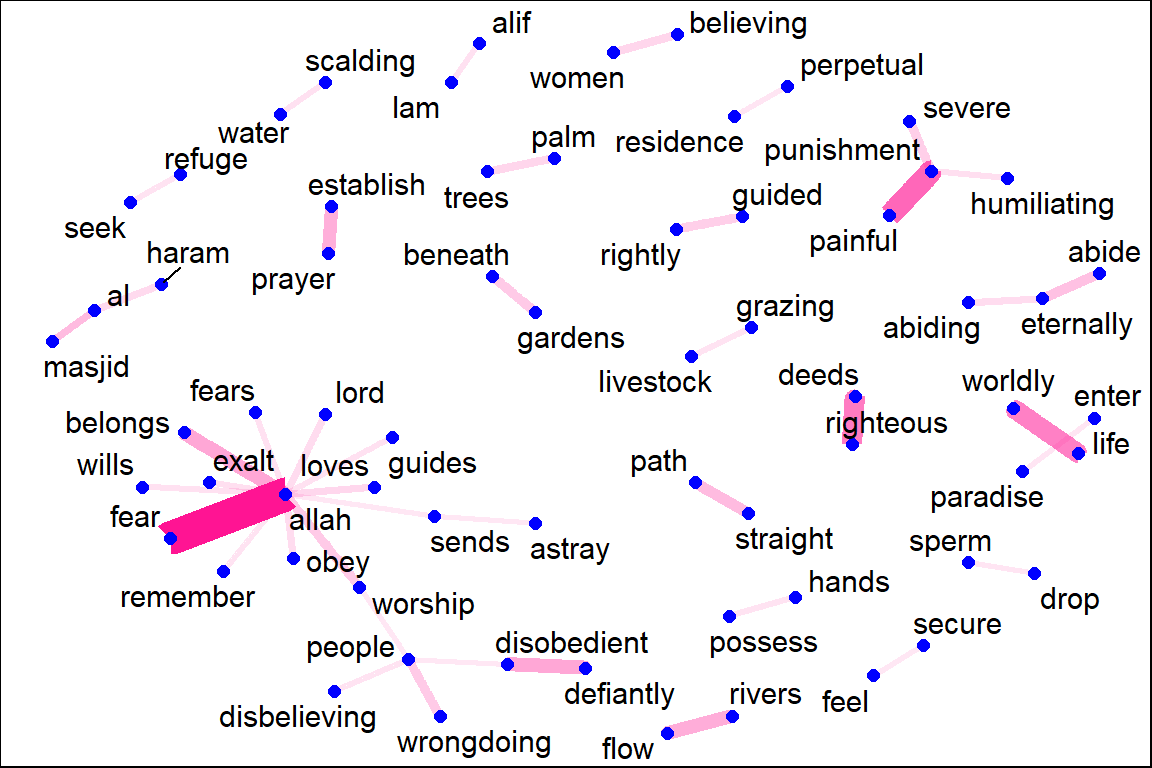 alif
believing
scalding
women
perpetual
lam
severe
water
palm
residence
punishment
refuge
establish
trees
guided
humiliating
seek
painful
haram
beneath
rightly
abide
prayer
al
grazing
gardens
abiding
eternally
masjid
livestock
deeds
worldly
fears
lord
enter
belongs
righteous
life
wills
exalt
loves
guides
path
paradise
fear
allah
straight
sends
astray
sperm
obey
hands
remember
worship
drop
secure
people
disobedient
possess
defiantly
rivers
feel
disbelieving
wrongdoing
flow